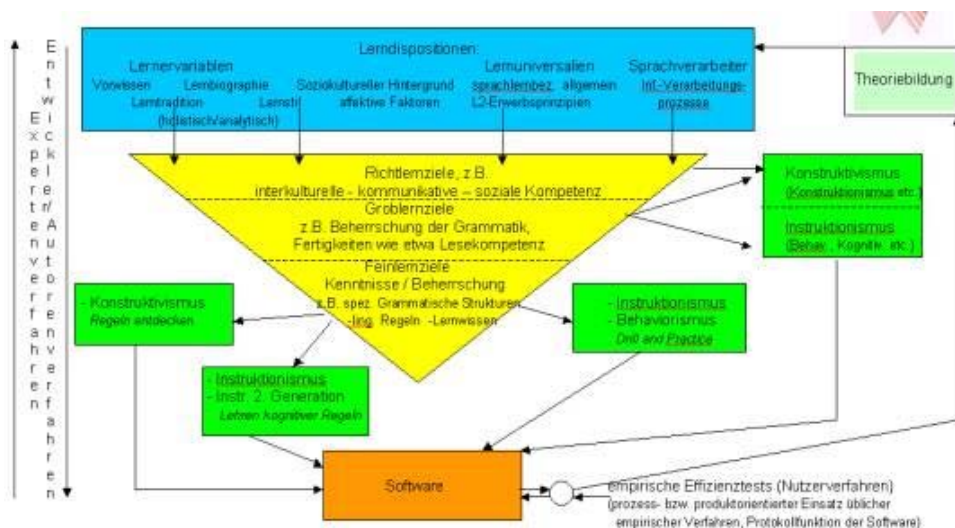 Expertenverfahren
Entwickler/Autorenverfahren
Lerndispositionen
Lernervariablen
Vorwissen Lernbiographie
Lerntradition Lernstil
(holistisch/analytisch)
Soziokultureller Hintergrund
affektive Faktoren
Lernuniversalien
sprachlernbez. allgemein
L2-Erwerbsprinzipien
Sprachverarbeiter
Inf.-Verarbeitungs-
prozesse
Theoriebildung
Richtlernziele, z.B.
interkulturelle - kommunikative – soziale Kompetenz
Groblernziele
z.B. Beherrschung der Grammatik,
Fertigkeiten wie etwa Lesekompetenz
Feinlernziele
Kenntnisse / Beherrschung
z.B. spez. Grammatische Strukturen
-ling. Regeln -Lernwissen
Konstruktivismus
(Konstruktionismus etc.)
Instruktionismus
(Behav., Kognitiv. etc.)
- Konstruktivismus
Regeln entdecken
- Instruktionismus
- Behaviorismus
Drill and Practice
- Instruktionismus
- Instr. 2. Generation
Lehren kognitiver Regeln
Software
empirische Effizienztests (Nutzerverfahren)
(prozess- bzw. produktorientierter Einsatz üblicher
empirischer Verfahren, Protokollfunktion der Software)